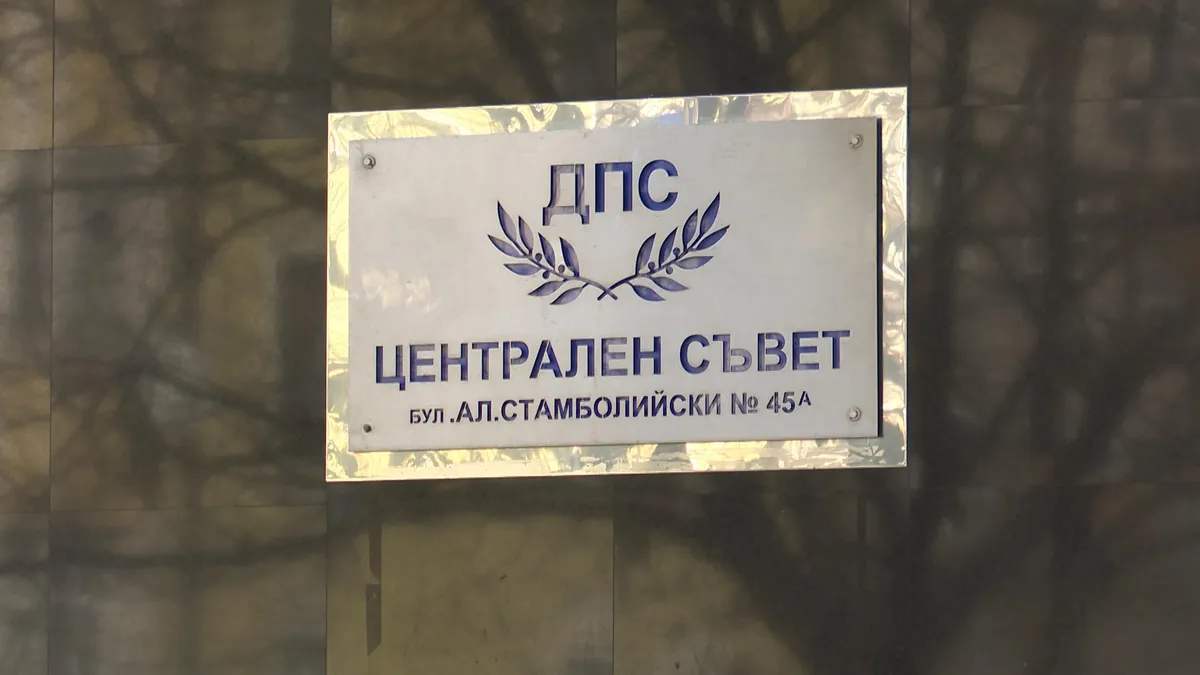 ДПС
ЦЕНТРАЛЕН СЪВЕТ
БУЛ.АЛ.СТАМБОЛИЙСКИ № 45А